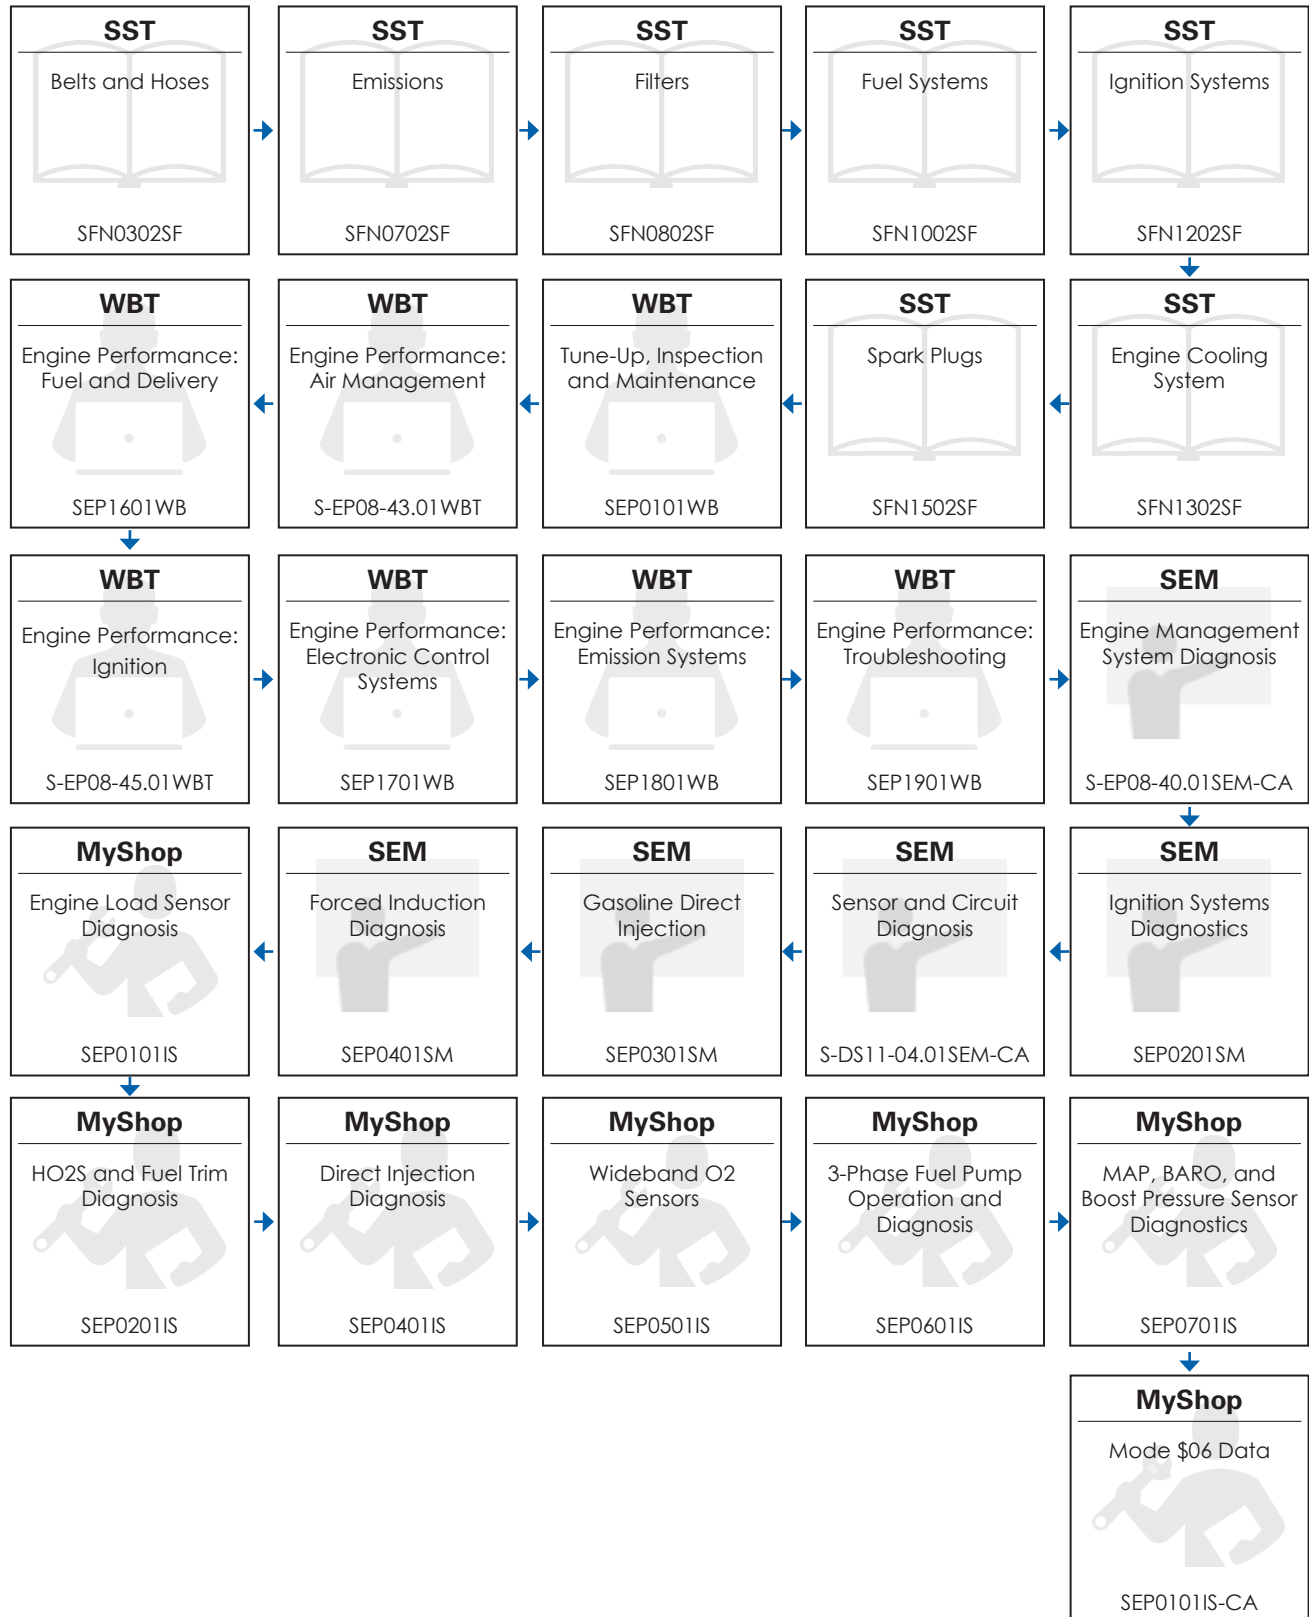 SST
Belts and Hoses
SFN0302SF
SST
Emissions
SFN0702SF
SST
Filters
SFN0802SF
SST
Fuel Systems
SFN1002SF
SST
Ignition Systems
SFN1202SF
WBT
Engine Performance:
Fuel and Delivery
SEP1601WB
WBT
Engine Performance:
Air Management
S-EP08-43.01WBT
WBT
Tune-Up, Inspection
and Maintenance
SEP0101WB
SST
Spark Plugs
SFN1502SF
SST
Engine Cooling
System
SFN1302SF
WBT
Engine Performance:
Ignition
S-EP08-45.01WBT
WBT
Engine Performance:
Electronic Control
Systems
SEP1701WB
WBT
Engine Performance:
Emission Systems
SEP1801WB
WBT
Engine Performance:
Troubleshooting
SEP1901WB
SEM
Engine Management
System Diagnosis
S-EP08-40.01SEM-CA
MyShop
Engine Load Sensor
Diagnosis
SEP0101IS
SEM
Forced Induction
Diagnosis
SEP0401SM
SEM
Gasoline Direct
Injection
SEP0301SM
SEM
Sensor and Circuit
Diagnosis
S-DS11-04.01SEM-CA
SEM
Ignition Systems
Diagnostics
SEP0201SM
MyShop
HO2S and Fuel Trim
Diagnosis
SEP0201IS
MyShop
Direct Injection
Diagnosis
SEP0401IS
MyShop
Wideband O2
Sensors
SEP0501IS
MyShop
3-Phase Fuel Pump
Operation and
Diagnosis
SEP0601IS
MyShop
MAP, BARO, and
Boost Pressure Sensor
Diagnostics
SEP0701IS
MyShop
Mode $06 Data
SEP0101IS-CA